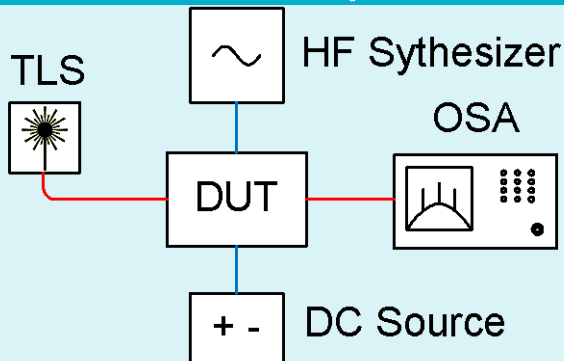 HF Sythesizer
TLS
OSA
DUT
+ -
DC Source